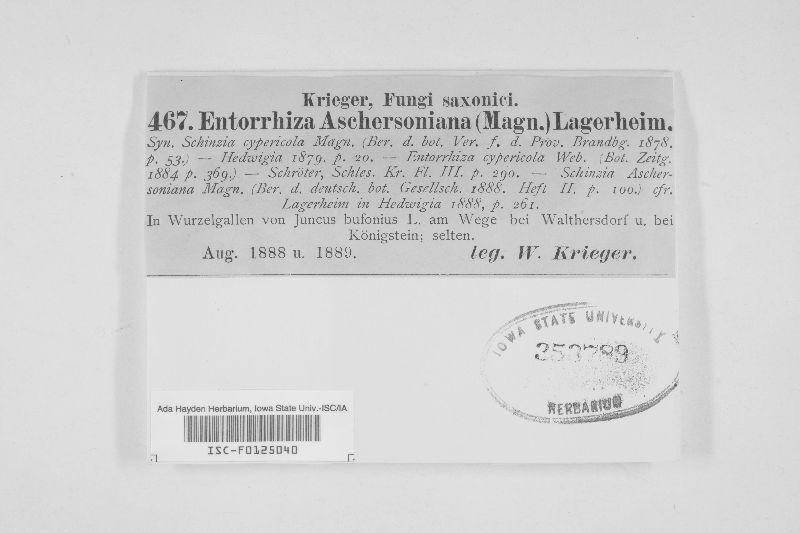 Krieger, Fungi saxonici.
467. Entorrhiza Aschersoniana (Magn.) Lagerheim.
Syn. Schinzia cypericola Magn. (Ber. d. bot. Ver. f. d. Prov. Brandbg. 1878.
p. 53.) — Hedwigia 1879. p. 20. — Entorrhiza cypericola Web. (Bot. Zeitg.
1884 p. 369.) — Schröter, Schles. Kr. Fl. III. p. 290. — Schinzia Ascher-
soniana Magn. (Ber. d. deutsch. bot. Gesellsch. 1888. Heft II. p. 100.) cfr.
Lagerheim in Hedwigia 1888, p. 261.
In Wurzelgallen von Juncus bufonius L. am Wege bei Walthersdorf u. bei
Königstein; selten.
Aug. 1888 u. 1889. leg. W. Krieger.
IOWA STATE UNIVERSITY
353789
HERBARIUM
Ada Hayden Herbarium, Iowa State Univ.-ISC/IA
ISC-F0125040